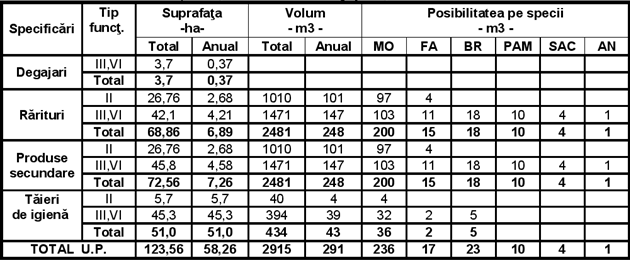 Specificări Tip funcţ. Suprafaţa -ha- Volum - m3 - Posibilitatea pe specii - m3 -
Total Anual Total Anual MO FA BR PAM SAC AN
Degajari III,VI 3,7 0,37
Total 3,7 0,37
Rărituri II 26,76 2,68 1010 101 97 4
III,VI 42,1 4,21 1471 147 103 11 18 10 4 1
Total 68,86 6,89 2481 248 200 15 18 10 4 1
Produse secundare II 26,76 2,68 1010 101 97 4
III,VI 45,8 4,58 1471 147 103 11 18 10 4 1
Total 72,56 7,26 2481 248 200 15 18 10 4 1
Tăieri de igienă II 5,7 5,7 40 4 4
III,VI 45,3 45,3 394 39 32 2 5
Total 51,0 51,0 434 43 36 2 5
TOTAL U.P. 123,56 58,26 2915 291 236 17 23 10 4 1